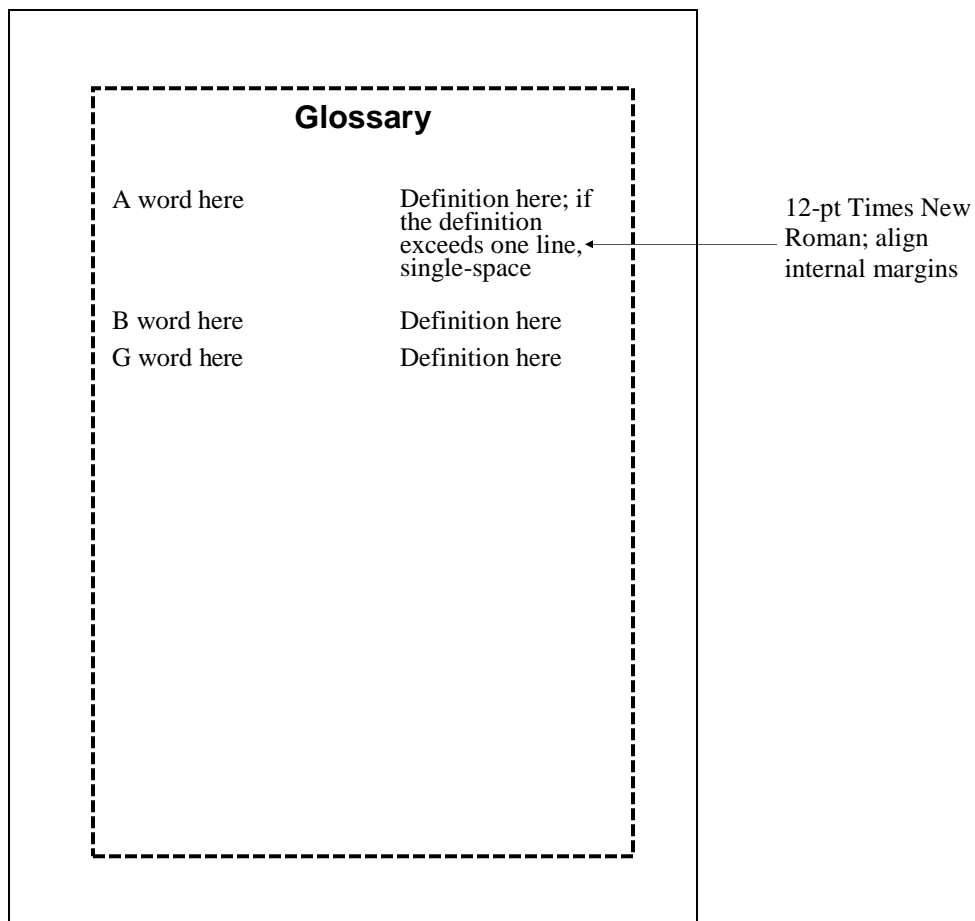 Glossary
A word here
Definition here; if
the definition
exceeds one line,
single-space
B word here
Definition here
G word here
Definition here
12-pt Times New
Roman; align
internal margins